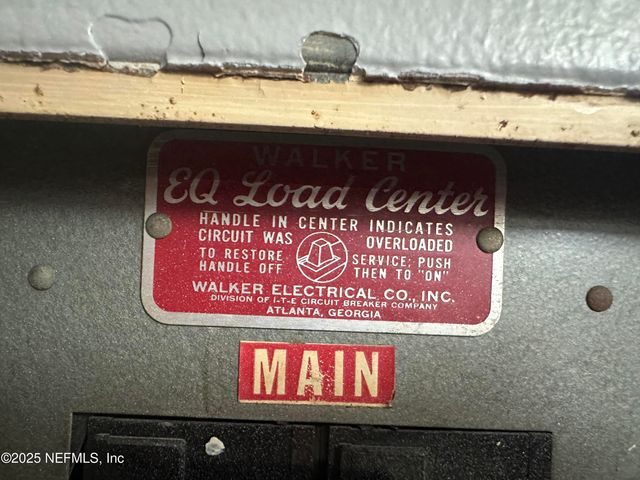 WALKER
EQ Load Center
HANDLE IN CENTER INDICATES
CIRCUIT WAS OVERLOADED
TO RESTORE SERVICE: PUSH
HANDLE OFF THEN TO "ON"
WALKER ELECTRICAL CO., INC.
DIVISION OF I-T-E CIRCUIT BREAKER COMPANY
ATLANTA, GEORGIA
MAIN
©2025 NEFMLS, Inc